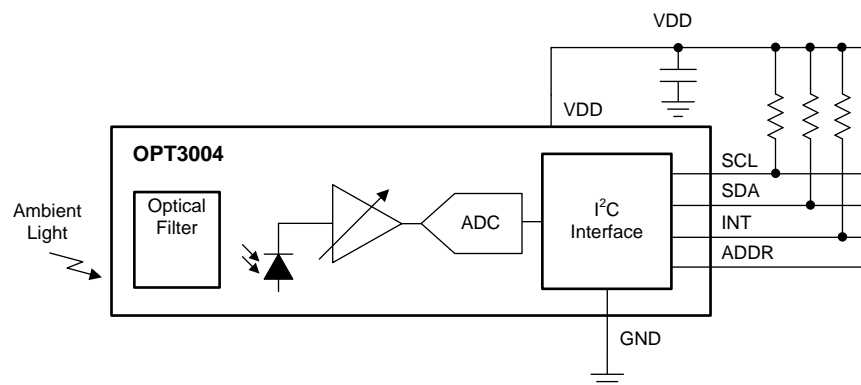 VDD
VDD
OPT3004
Ambient
Light
Optical
Filter
ADC
I²C
Interface
SCL
SDA
INT
ADDR
GND